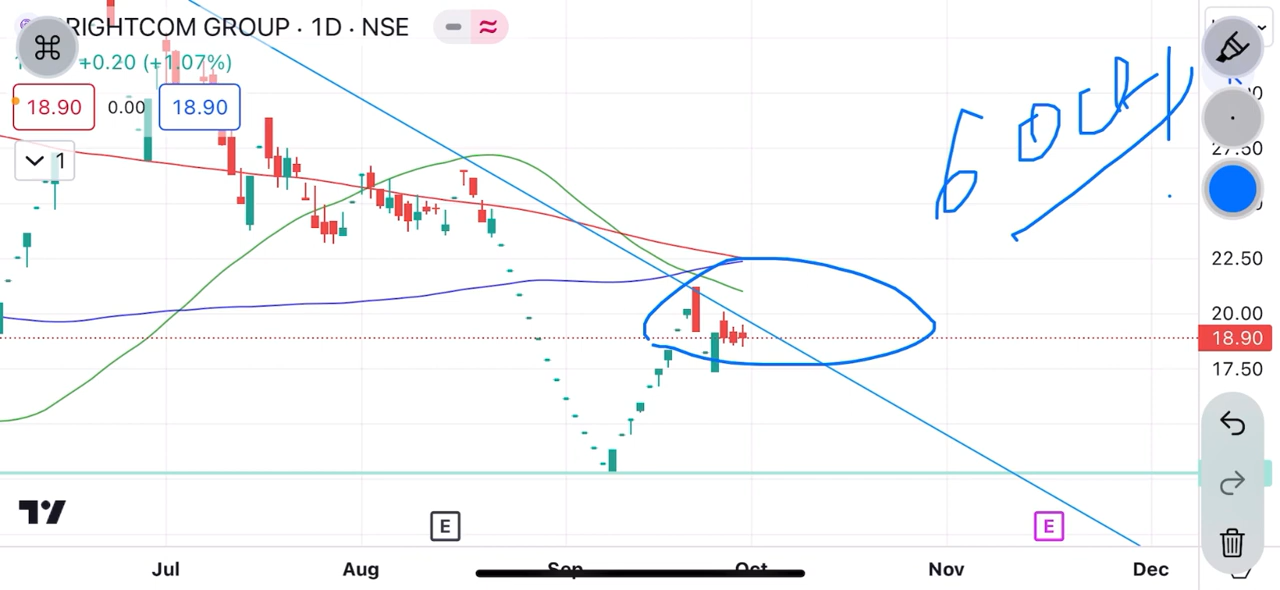 RIGHTCOM GROUP · 1D · NSE
+0.20 (+1.07%)
18.90 0.00 18.90
1
27.50
22.50
20.00
18.90
17.50
E E
Jul Aug Sep Oct Nov Dec